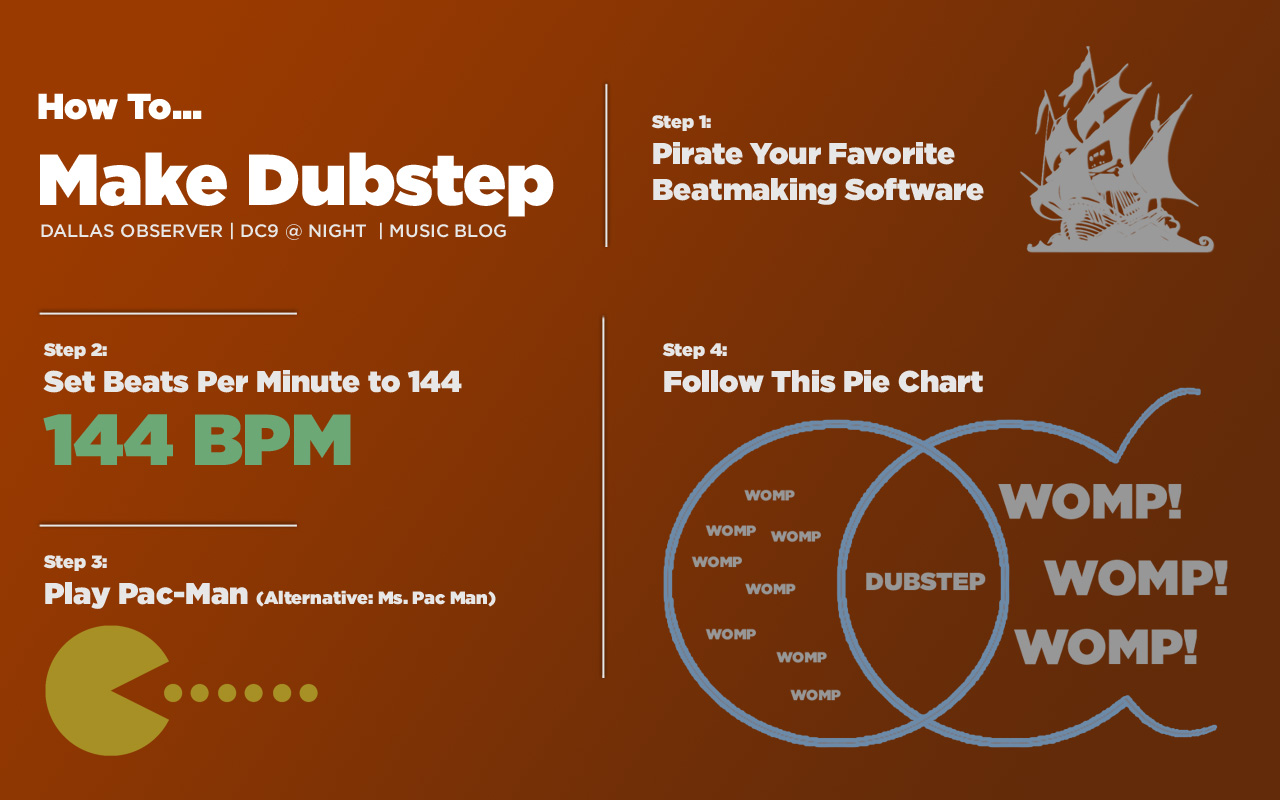 How To...
Make Dubstep
DALLAS OBSERVER | DC9 @ NIGHT | MUSIC BLOG
Step 1:
Pirate Your Favorite
Beatmaking Software
Step 2:
Set Beats Per Minute to 144
144 BPM
Step 3:
Play Pac-Man (Alternative: Ms. Pac Man)
Step 4:
Follow This Pie Chart
WOMP
WOMP
WOMP
WOMP
WOMP
WOMP
WOMP
WOMP
DUBSTEP
WOMP!
WOMP!
WOMP!